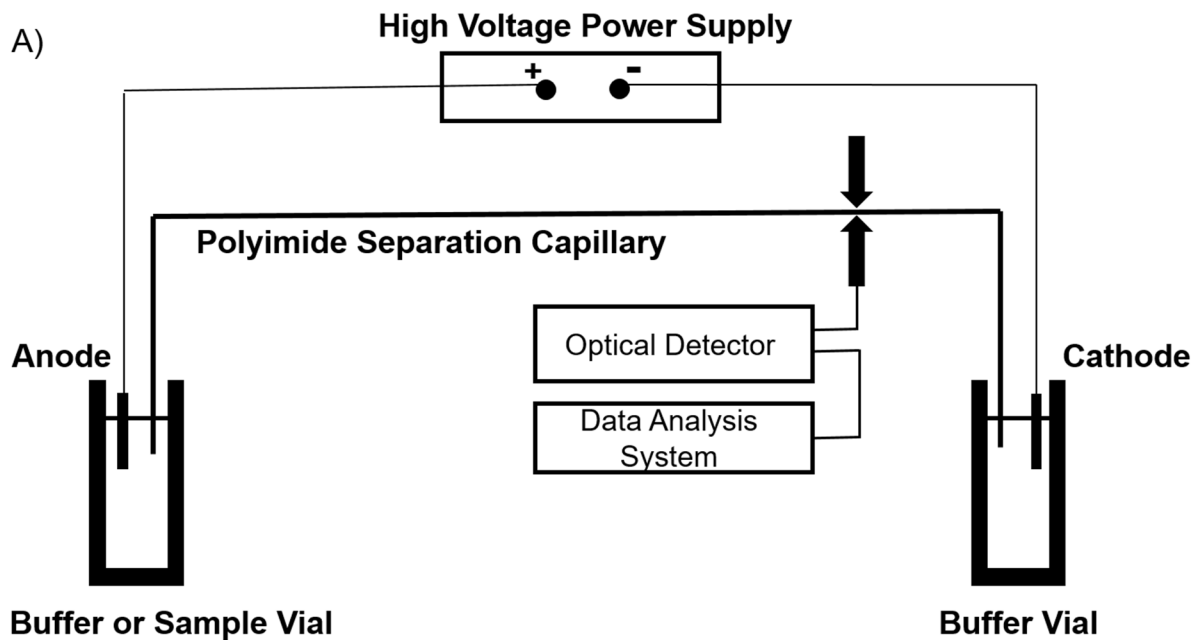 A)
High Voltage Power Supply
+ -
Polyimide Separation Capillary
Optical Detector
Anode
Cathode
Data Analysis
System
Buffer or Sample Vial
Buffer Vial